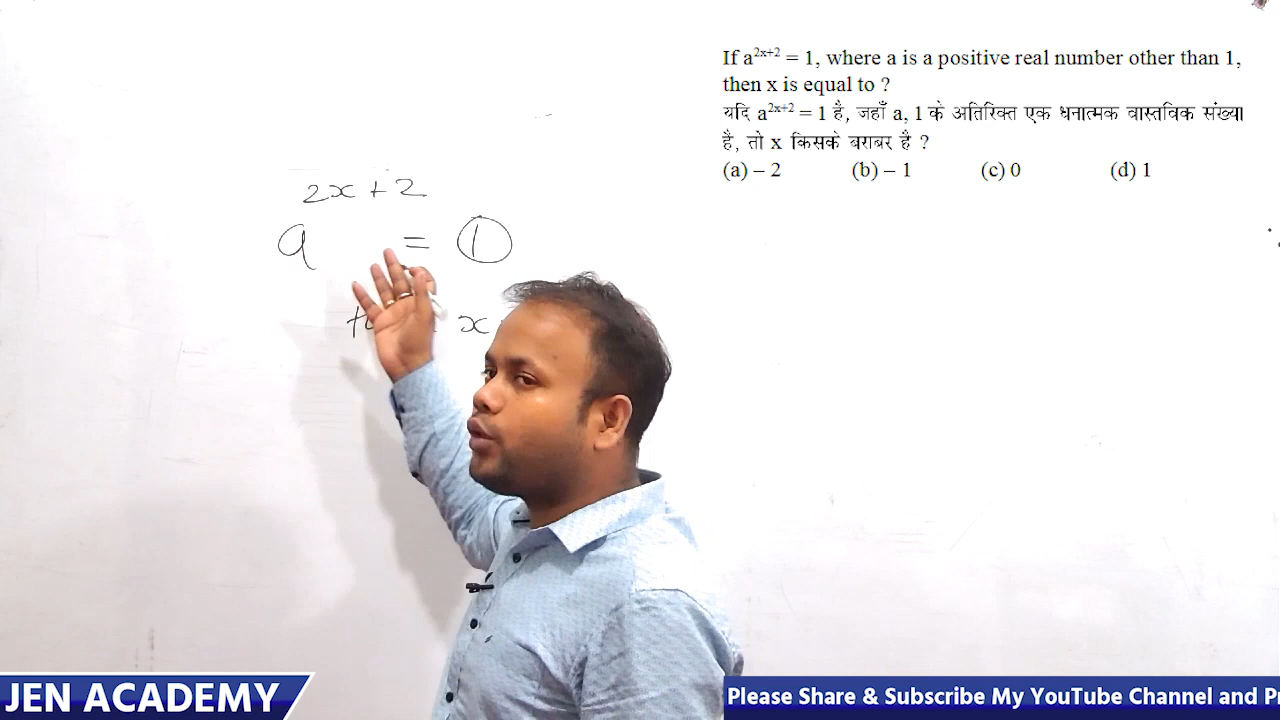 If a^{2x+2} = 1, where a is a positive real number other than 1,
then x is equal to ?
यदि a^{2x+2} = 1 है, जहाँ a, 1 के अतिरिक्त एक धनात्मक वास्तविक संख्या
है, तो x किसके बराबर है ?
(a) – 2 (b) – 1 (c) 0 (d) 1
2x + 2
a = 1
x
JEN ACADEMY
Please Share & Subscribe My YouTube Channel and